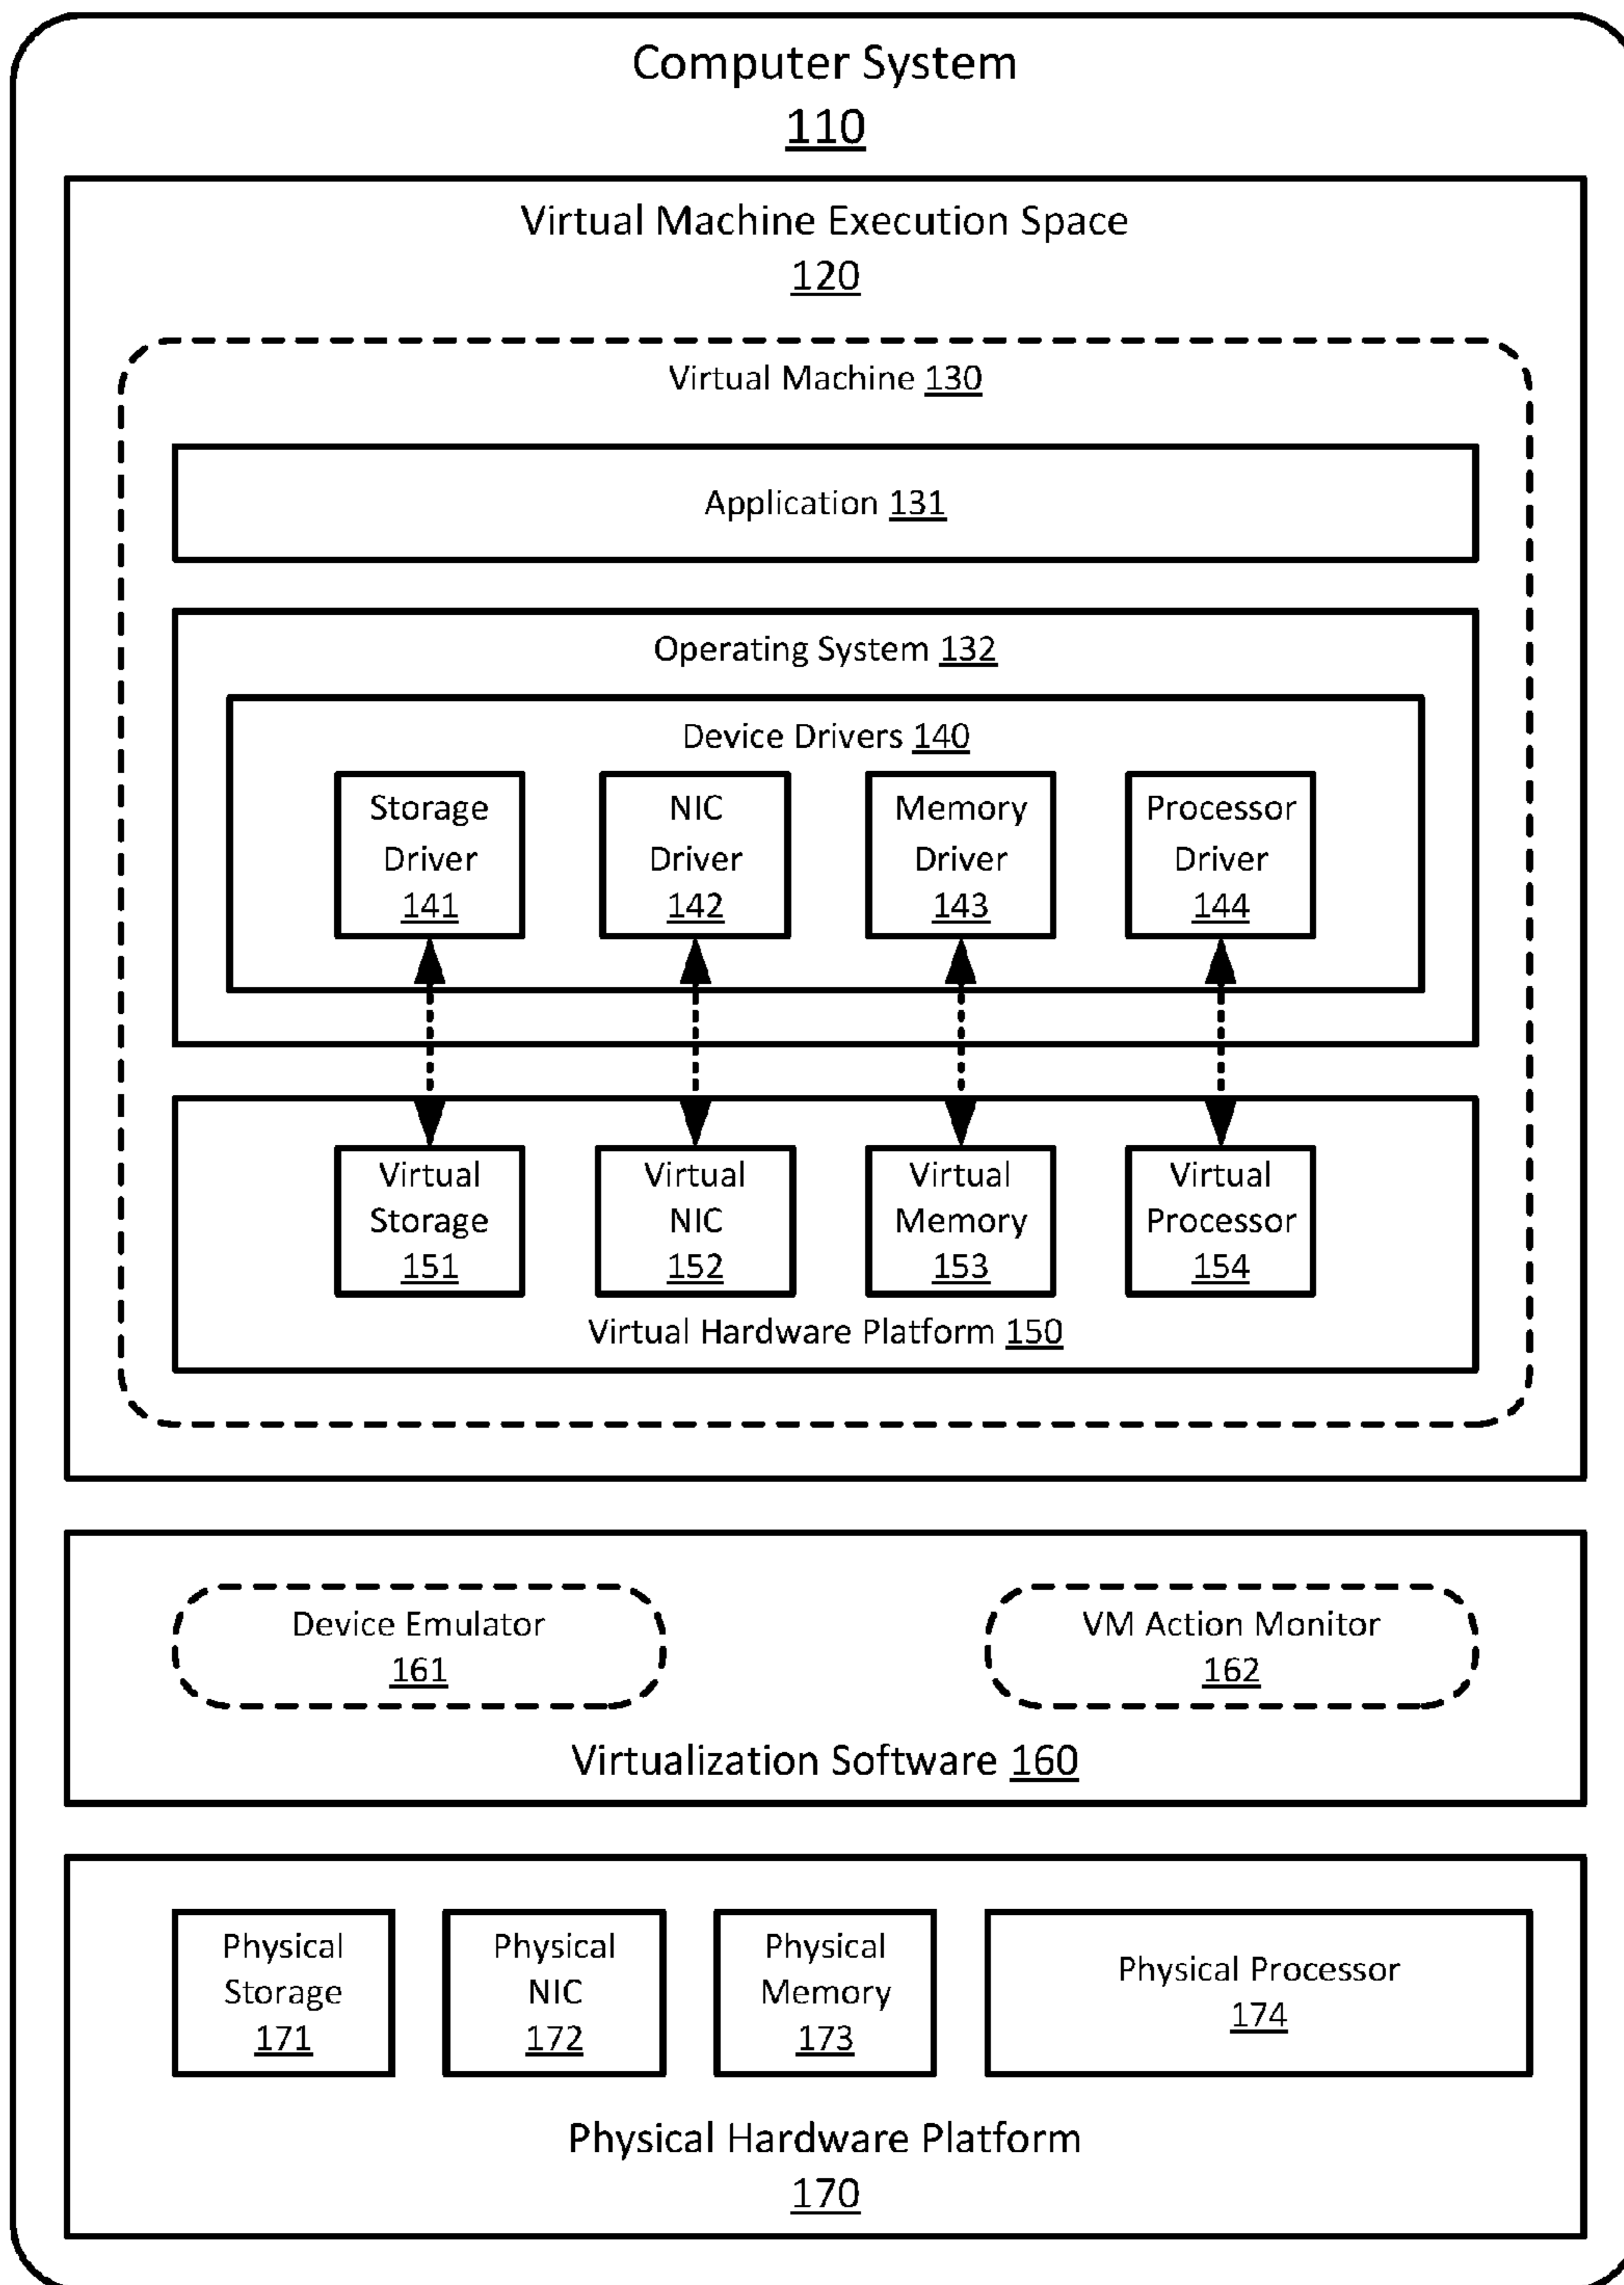 Computer System
110
Virtual Machine Execution Space
120
Virtual Machine 130
Application 131
Operating System 132
Device Drivers 140
Storage
Driver
141
NIC
Driver
142
Memory
Driver
143
Processor
Driver
144
Virtual
Storage
151
Virtual
NIC
152
Virtual
Memory
153
Virtual
Processor
154
Virtual Hardware Platform 150
Device Emulator
161
VM Action Monitor
162
Virtualization Software 160
Physical
Storage
171
Physical
NIC
172
Physical
Memory
173
Physical Processor
174
Physical Hardware Platform
170